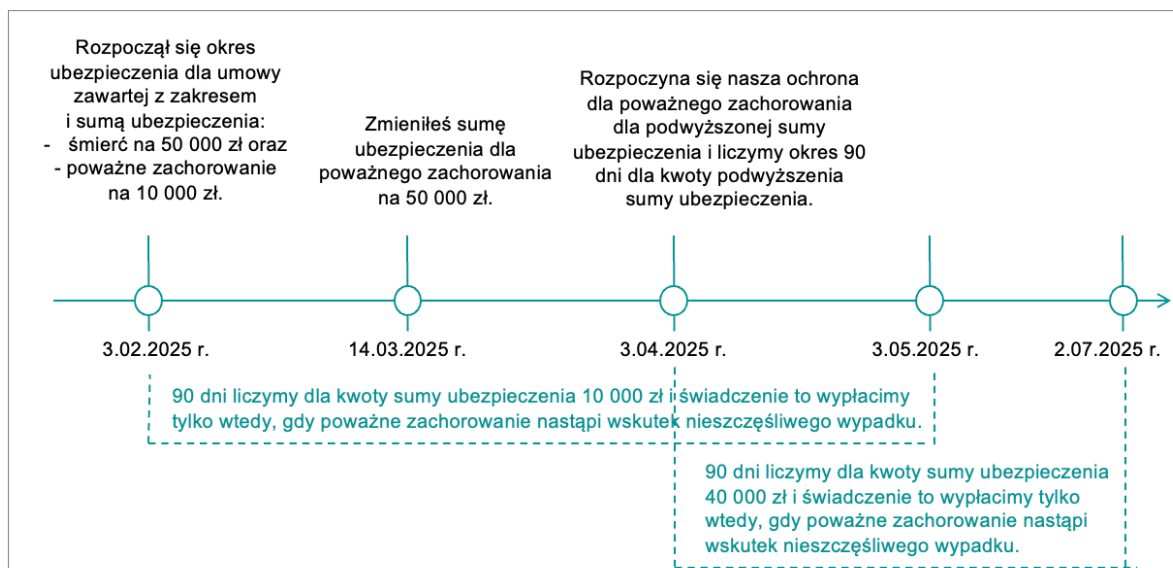 Rozpoczął się okres
ubezpieczenia dla umowy
zawartej z zakresem
i sumą ubezpieczenia:
- śmierć na 50 000 zł oraz
- poważne zachorowanie
na 10 000 zł.
Zmieniłeś sumę
ubezpieczenia dla
poważnego zachorowania
na 50 000 zł.
Rozpoczyna się nasza ochrona
dla poważnego zachorowania
dla podwyższonej sumy
ubezpieczenia i liczymy okres 90
dni dla kwoty podwyższenia
sumy ubezpieczenia.
3.02.2025 r.
14.03.2025 r.
3.04.2025 r.
3.05.2025 r.
2.07.2025 r.
90 dni liczymy dla kwoty sumy ubezpieczenia 10 000 zł i świadczenie to wypłacimy
tylko wtedy, gdy poważne zachorowanie nastąpi wskutek nieszczęśliwego wypadku.
90 dni liczymy dla kwoty sumy ubezpieczenia
40 000 zł i świadczenie to wypłacimy tylko
wtedy, gdy poważne zachorowanie nastąpi
wskutek nieszczęśliwego wypadku.